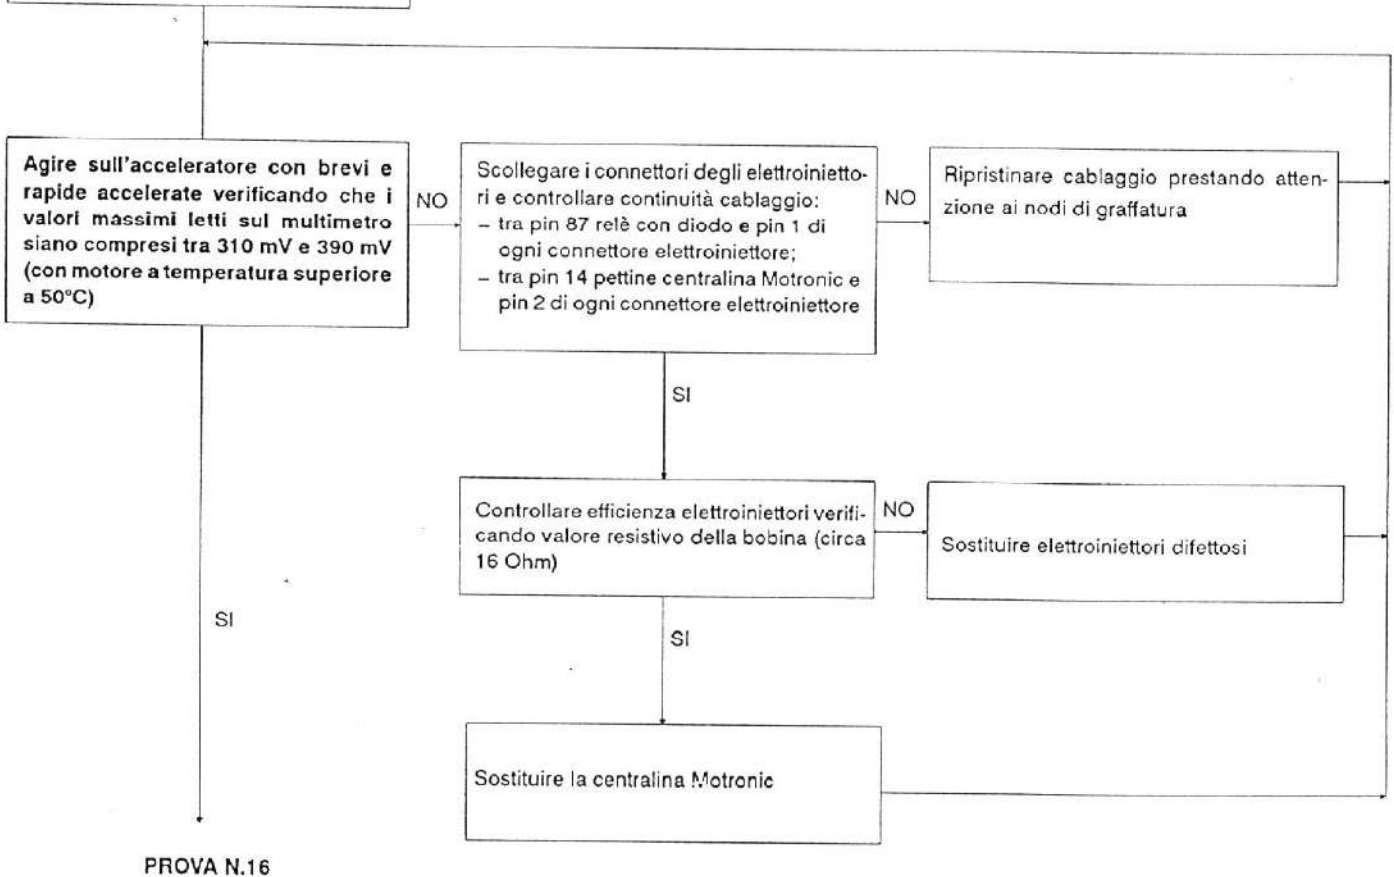 Agire sull'acceleratore con brevi e
rapide accelerate verificando che i
valori massimi letti sul multimetro
siano compresi tra 310 mV e 390 mV
(con motore a temperatura superiore
a 50°C)
NO
Scollegare i connettori degli elettroinietto-
ri e controllare continuità cablaggio:
– tra pin 87 relè con diodo e pin 1 di
ogni connettore elettroiniettore;
– tra pin 14 pettine centralina Motronic e
pin 2 di ogni connettore elettroiniettore
NO
Ripristinare cablaggio prestando atten-
zione ai nodi di graffatura
SI
Controllare efficienza elettroiniettori verifi-
cando valore resistivo della bobina (circa
16 Ohm)
NO
Sostituire elettroiniettori difettosi
SI
SI
Sostituire la centralina Motronic
PROVA N.16